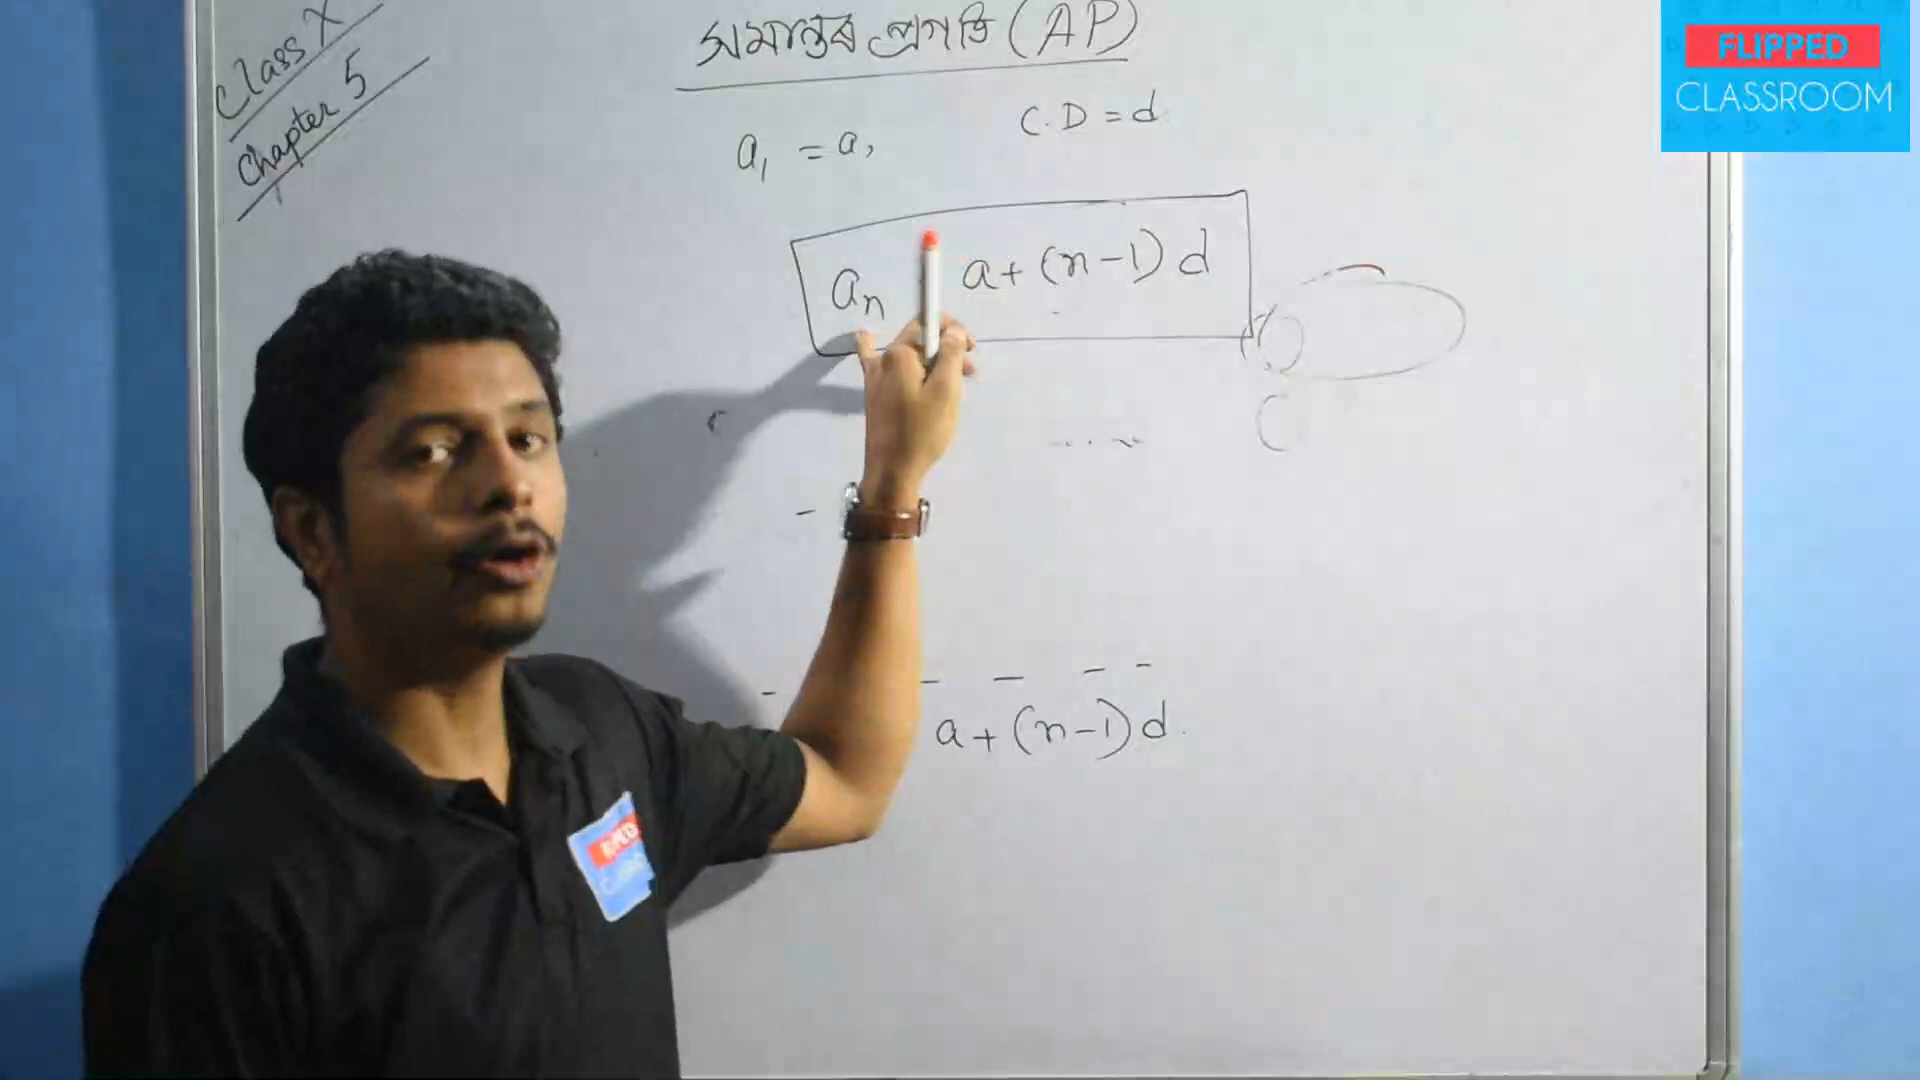 Class X
Chapter 5
সমান্তৰ প্ৰগতি (AP)
a₁ = a,
C.D = d
aₙ a + (n-1) d
a + (n-1) d.
FLIPPED
CLASSROOM